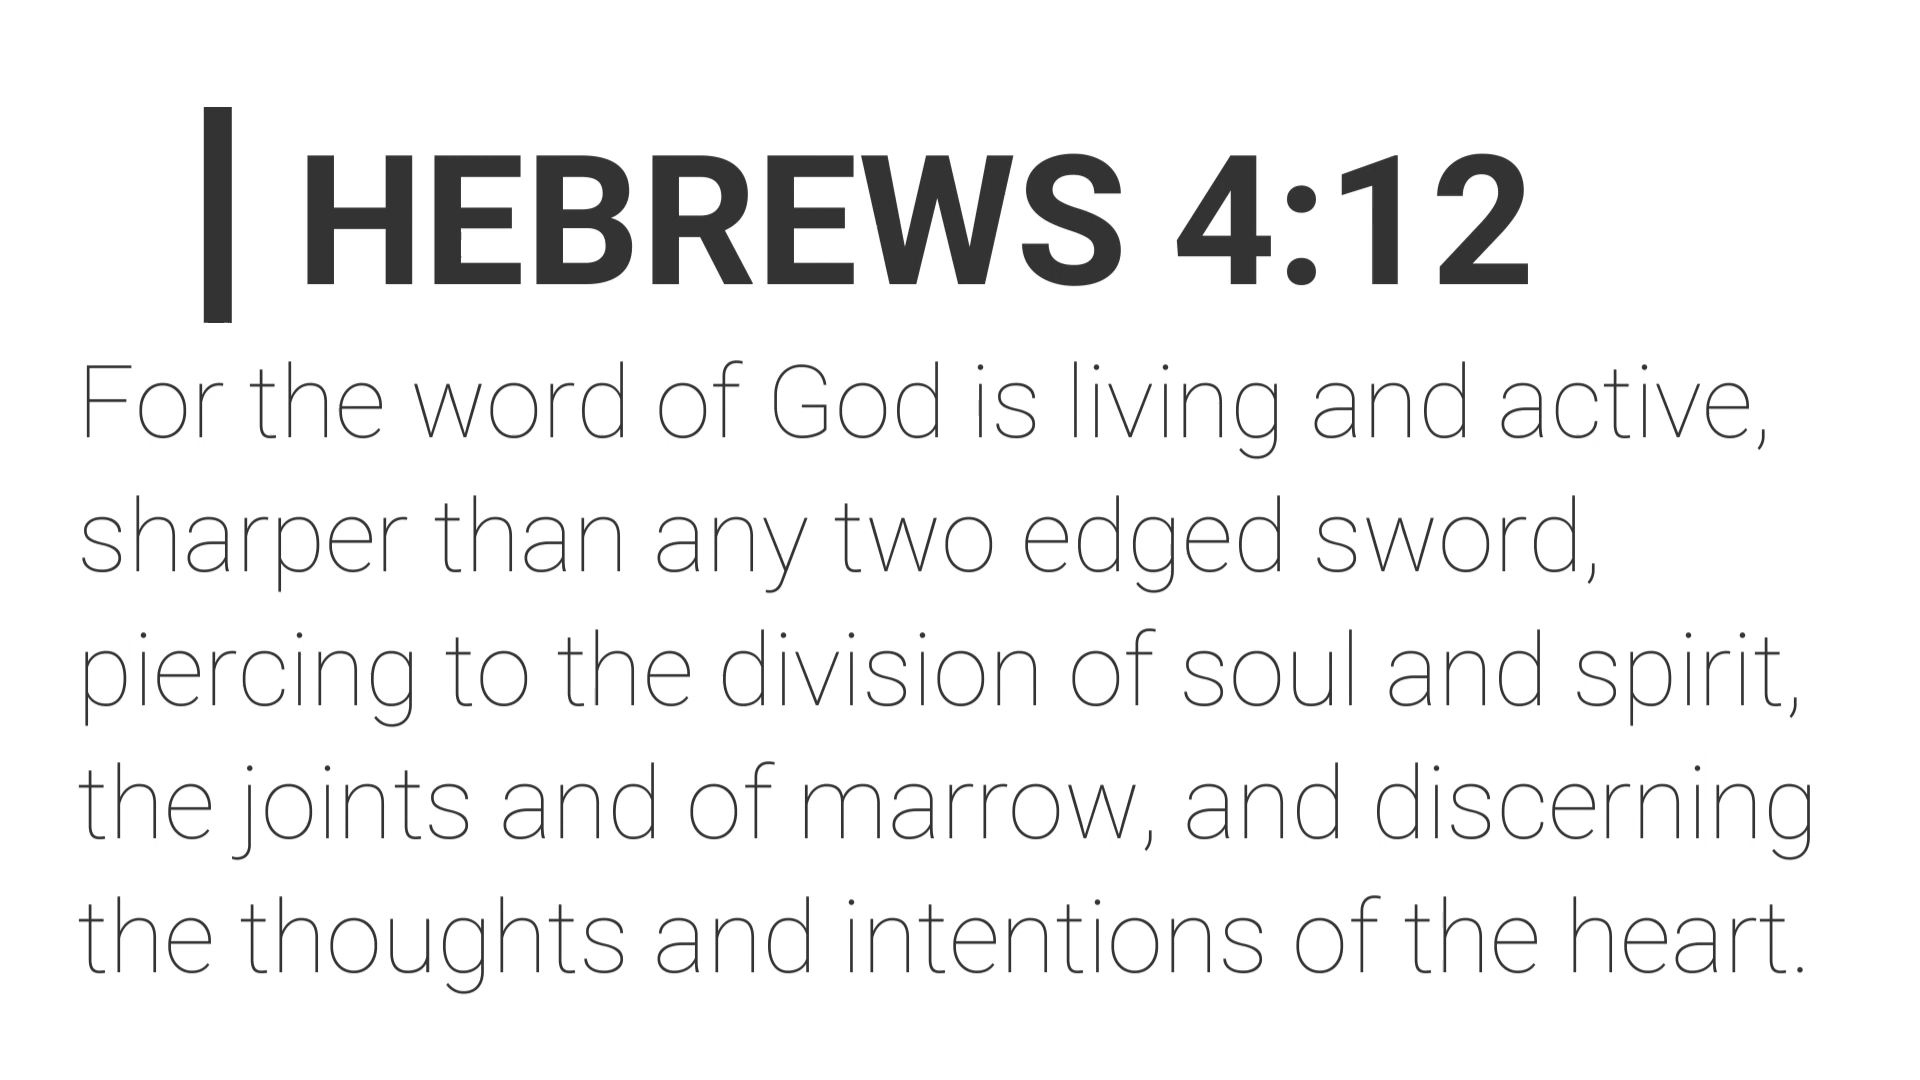 HEBREWS 4:12
For the word of God is living and active,
sharper than any two edged sword,
piercing to the division of soul and spirit,
the joints and of marrow, and discerning
the thoughts and intentions of the heart.